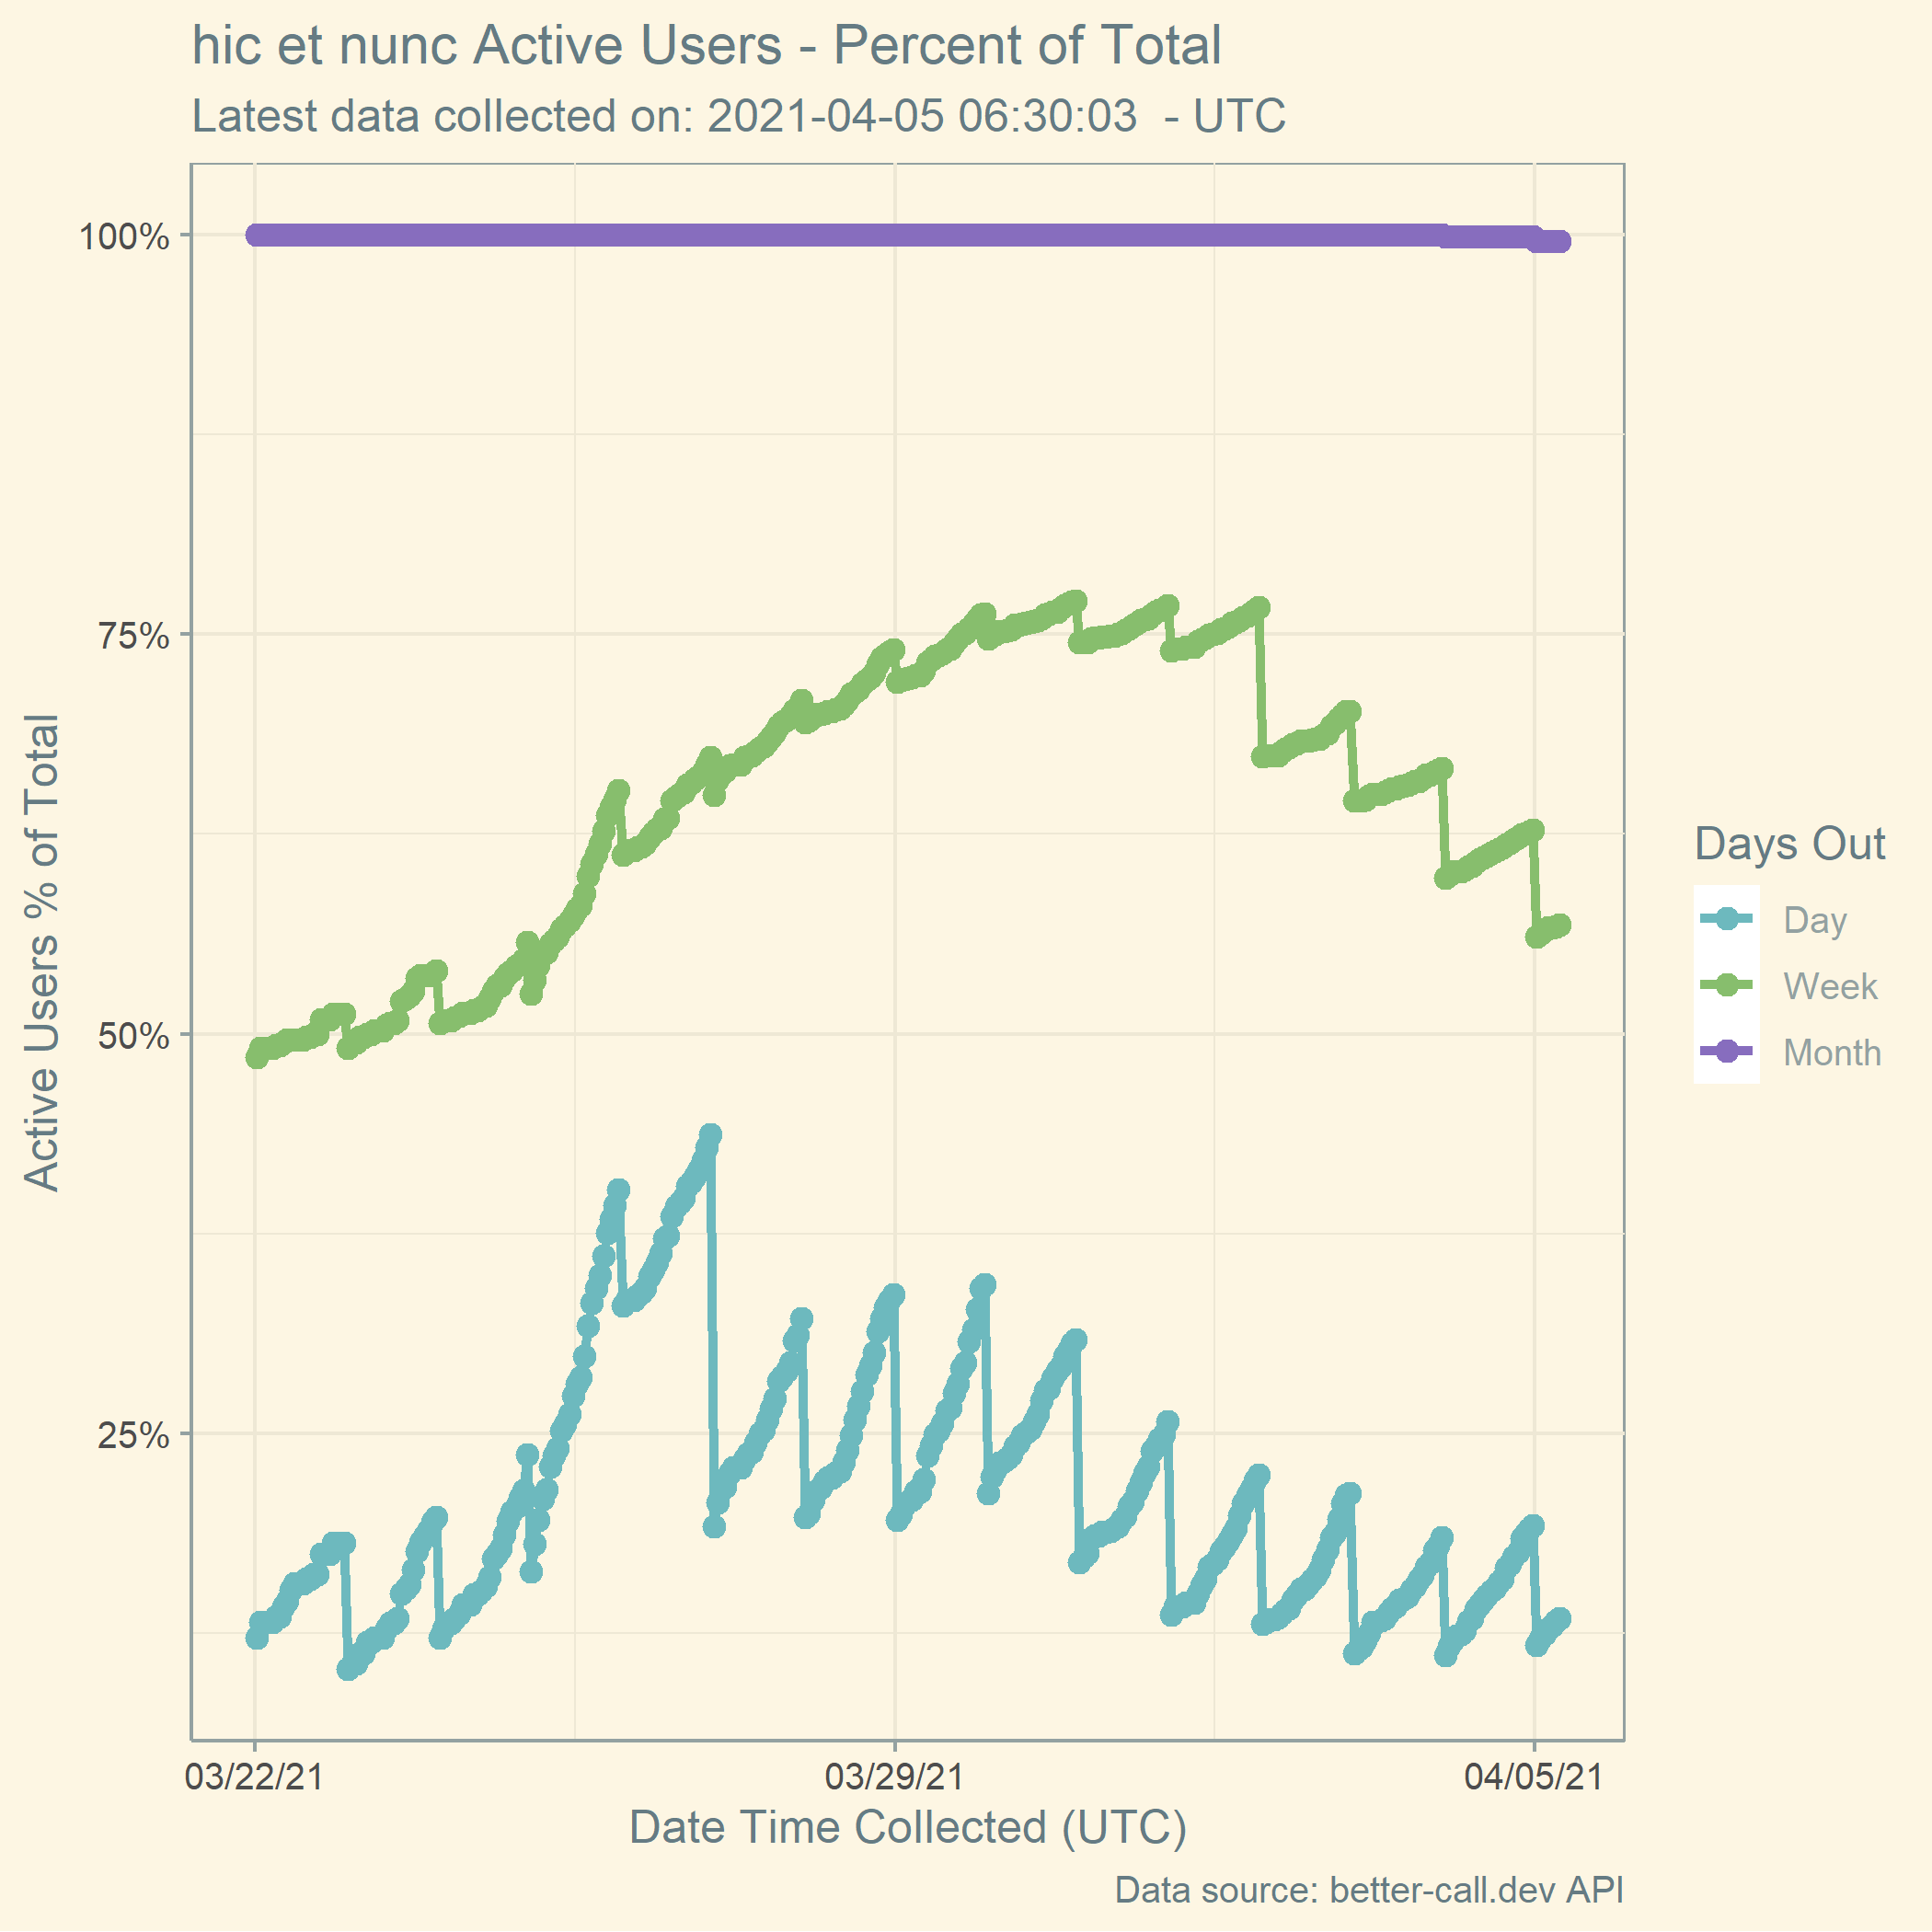 hic et nunc Active Users - Percent of Total
Latest data collected on: 2021-04-05 06:30:03  - UTC
100%
75%
50%
25%
Active Users % of Total
03/22/21
03/29/21
04/05/21
Date Time Collected (UTC)
Days Out
Day
Week
Month
Data source: better-call.dev API